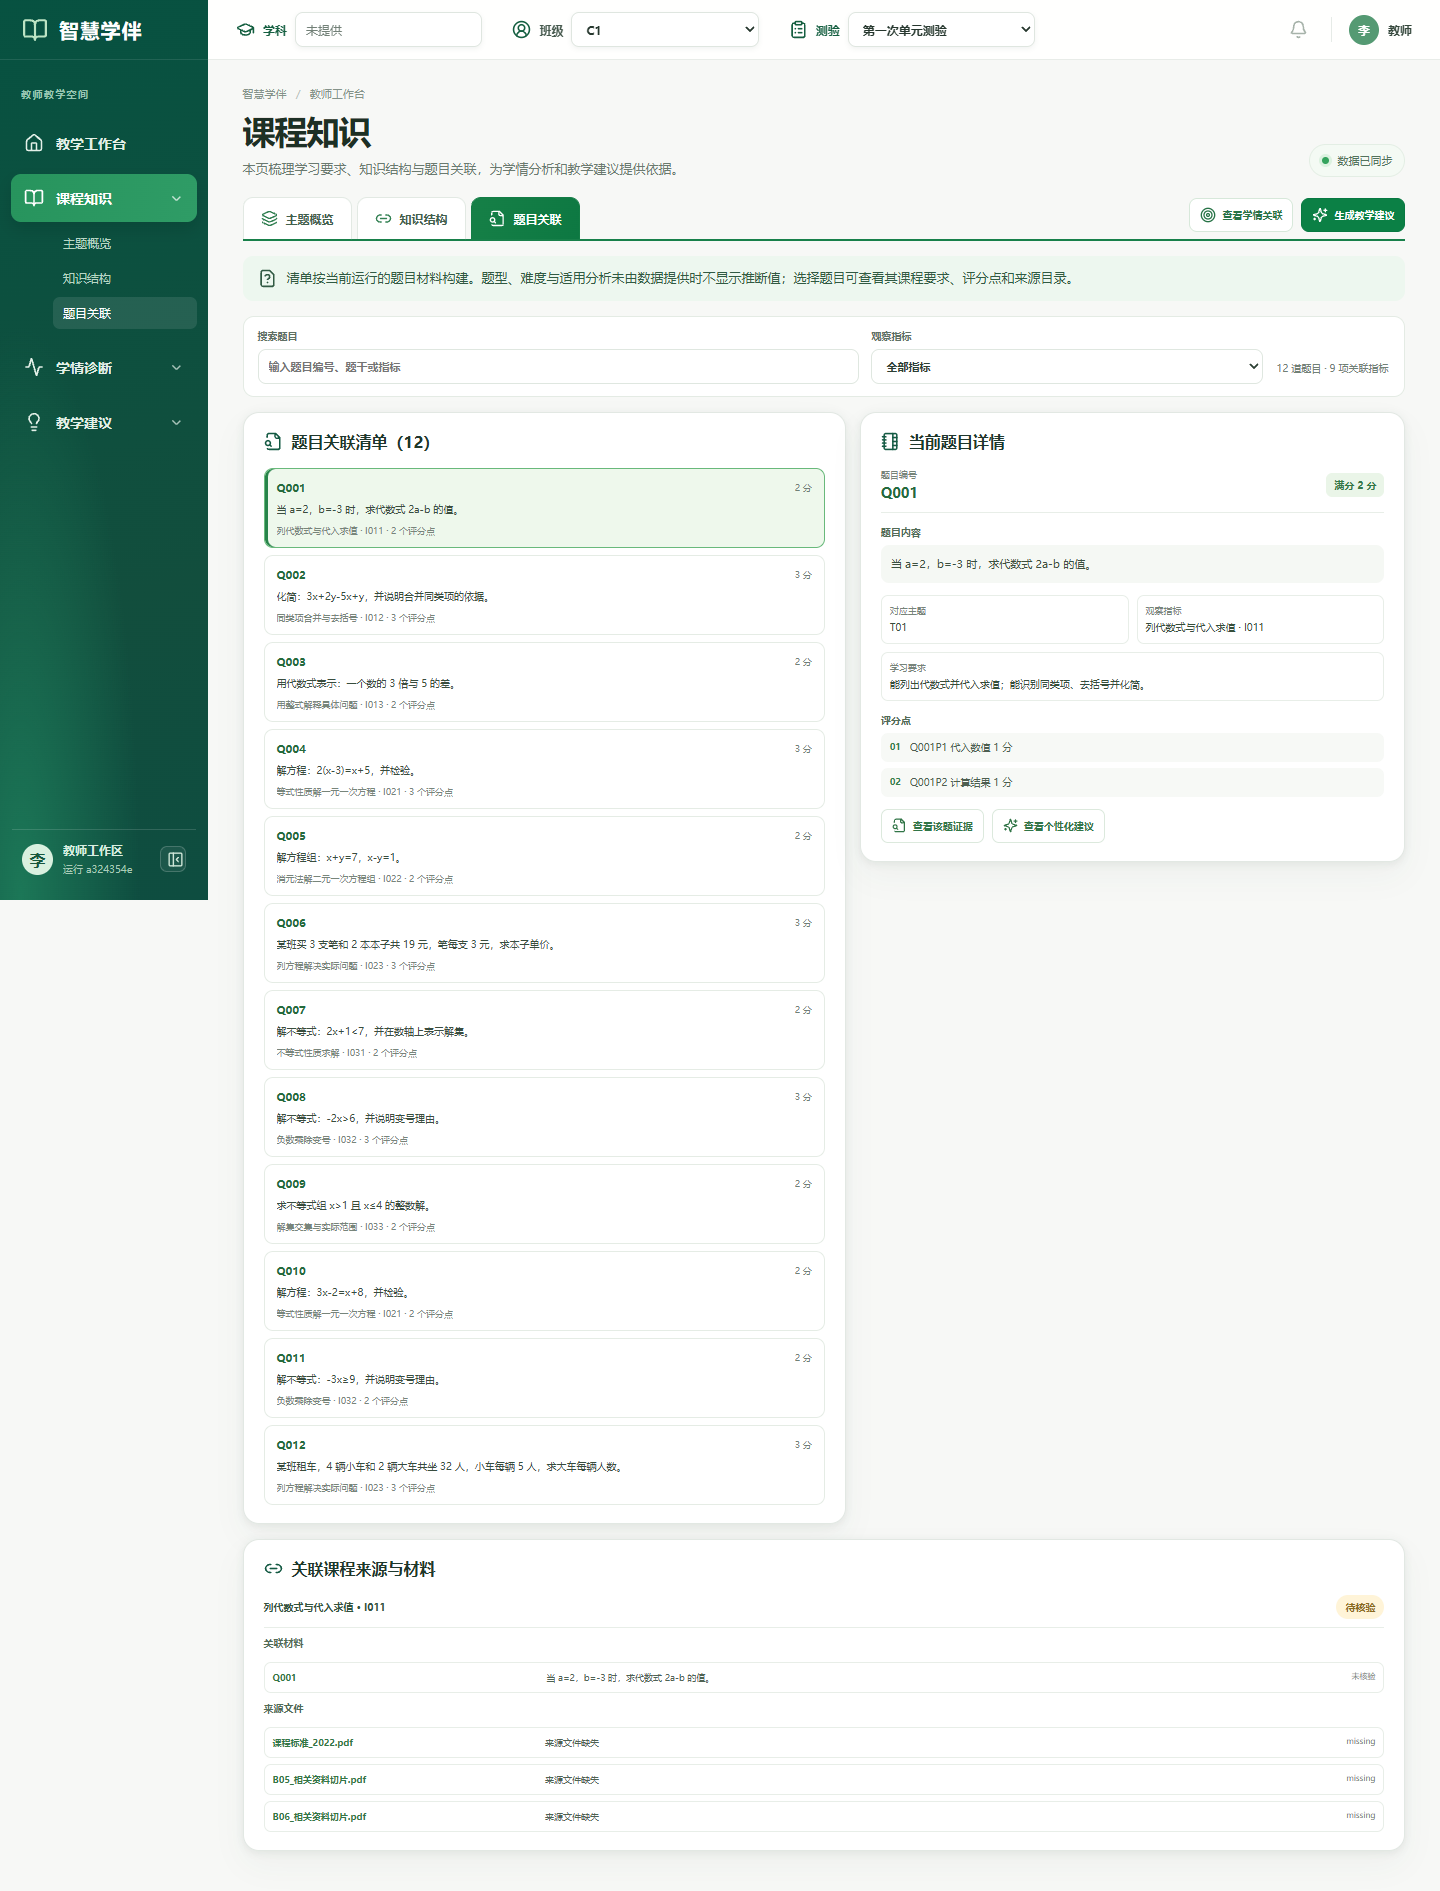 智慧学伴
学科 未提供 班级 C1 测验 第一次单元测验 李 教师
教师教学空间
教学工作台
课程知识
主题概览
知识结构
题目关联
学情诊断
教学建议
李 教师工作区
运行 a324354e
智慧学伴 / 教师工作台
课程知识
本页梳理学习要求、知识结构与题目关联，为学情分析和教学建议提供依据。
数据已同步
主题概览 知识结构 题目关联 查看学情关联 生成教学建议
清单按当前运行的题目材料构建。题型、难度与适用分析未由数据提供时不显示推断值；选择题目可查看其课程要求、评分点和来源目录。
搜索题目 观察指标
输入题目编号、题干或指标 全部指标 12 道题目 · 9 项关联指标
题目关联清单（12）
Q001 2 分
当 a=2，b=-3 时，求代数式 2a-b 的值。
列代数式与代入求值 · I011 · 2 个评分点
Q002 3 分
化简：3x+2y-5x+y，并说明合并同类项的依据。
同类项合并与去括号 · I012 · 3 个评分点
Q003 2 分
用代数式表示：一个数的 3 倍与 5 的差。
用整式解释具体问题 · I013 · 2 个评分点
Q004 3 分
解方程：2(x-3)=x+5，并检验。
等式性质解一元一次方程 · I021 · 3 个评分点
Q005 2 分
解方程组：x+y=7，x-y=1。
消元法解二元一次方程组 · I022 · 2 个评分点
Q006 3 分
某班买 3 支笔和 2 本本子共 19 元，笔每支 3 元，求本子单价。
列方程解决实际问题 · I023 · 3 个评分点
Q007 2 分
解不等式：2x+1<7，并在数轴上表示解集。
不等式性质求解 · I031 · 2 个评分点
Q008 3 分
解不等式：-2x>6，并说明变号理由。
负数乘除变号 · I032 · 3 个评分点
Q009 2 分
求不等式组 x>1 且 x≤4 的整数解。
解集交集与实际范围 · I033 · 2 个评分点
Q010 2 分
解方程：3x-2=x+8，并检验。
等式性质解一元一次方程 · I021 · 2 个评分点
Q011 2 分
解不等式：-3x≥9，并说明变号理由。
负数乘除变号 · I032 · 2 个评分点
Q012 3 分
某班租车，4 辆小车和 2 辆大车共坐 32 人，小车每辆 5 人，求大车每辆人数。
列方程解决实际问题 · I023 · 3 个评分点
当前题目详情
题目编号
Q001 满分 2 分
题目内容
当 a=2，b=-3 时，求代数式 2a-b 的值。
对应主题 观察指标
T01 列代数式与代入求值 · I011
学习要求
能列出代数式并代入求值；能识别同类项、去括号并化简。
评分点
01 Q001P1 代入数值 1 分
02 Q001P2 计算结果 1 分
查看该题证据 查看个性化建议
关联课程来源与材料
列代数式与代入求值 • I011 待核验
关联材料
Q001 当 a=2，b=-3 时，求代数式 2a-b 的值。 未核验
来源文件
课程标准_2022.pdf 来源文件缺失 missing
B05_相关资料切片.pdf 来源文件缺失 missing
B06_相关资料切片.pdf 来源文件缺失 missing